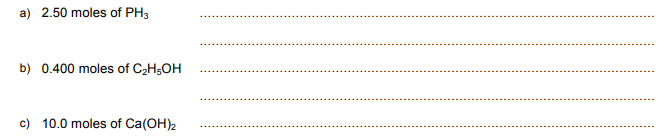 a) 2.50 moles of PH₃
b) 0.400 moles of C₂H₅OH
c) 10.0 moles of Ca(OH)₂